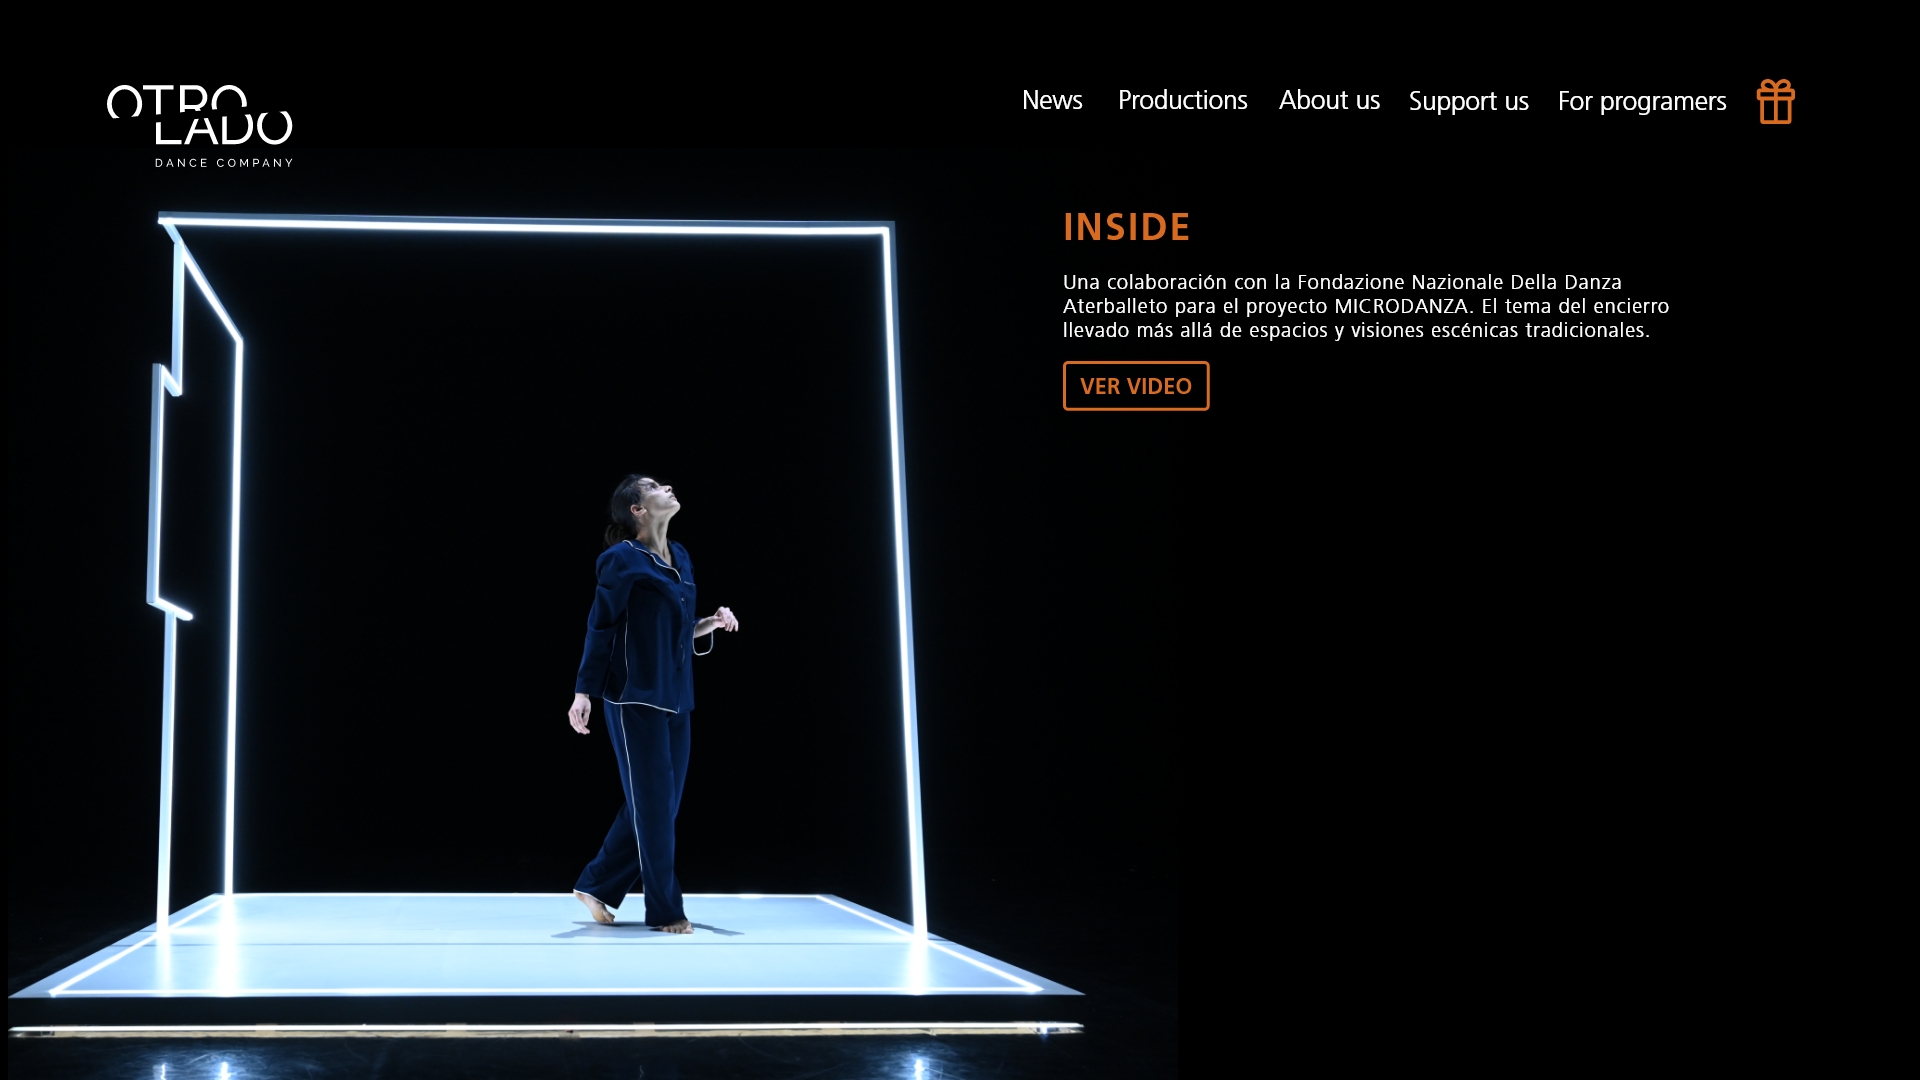 OTRO
LADO
DANCE COMPANY
News Productions About us Support us For programers
INSIDE
Una colaboración con la Fondazione Nazionale Della Danza
Aterballeto para el proyecto MICRODANZA. El tema del encierro
llevado más allá de espacios y visiones escénicas tradicionales.
VER VIDEO